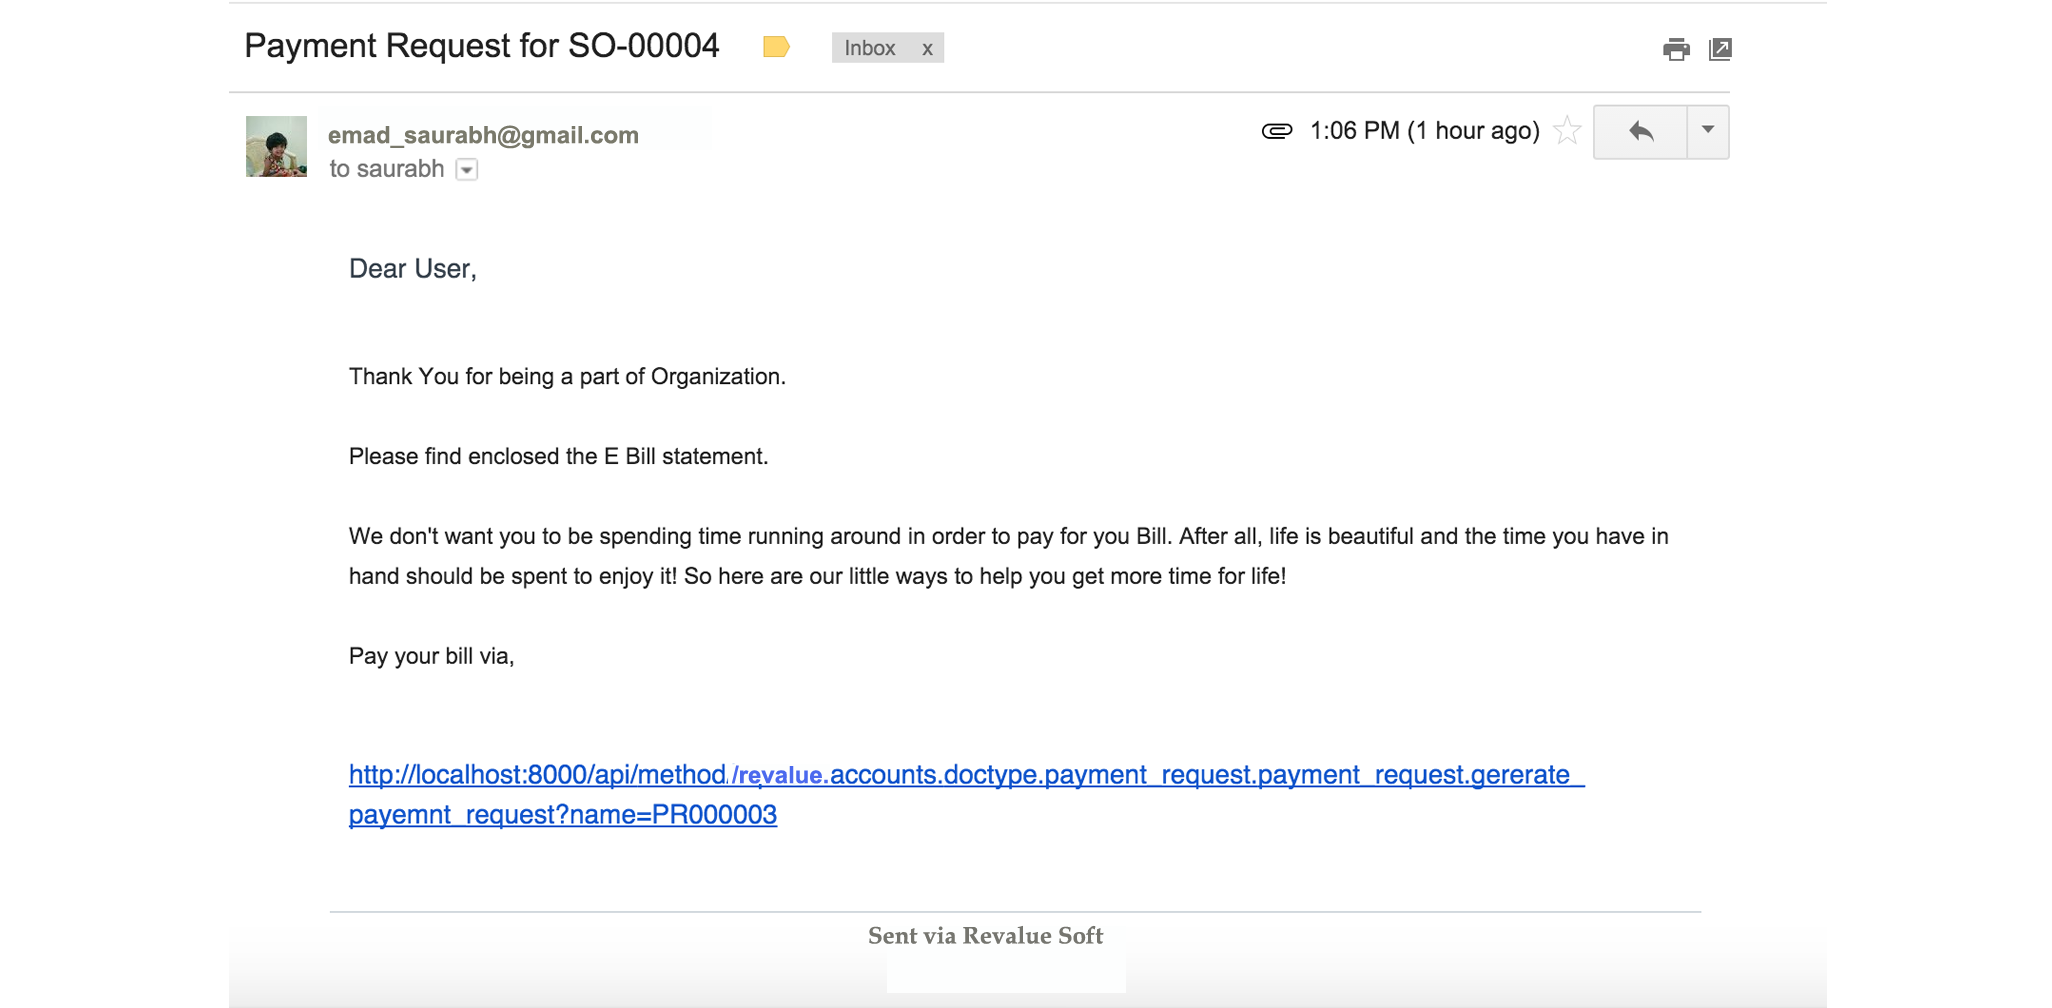 Payment Request for SO-00004
Inbox x
emad_saurabh@gmail.com
1:06 PM (1 hour ago)
to saurabh
Dear User,
Thank You for being a part of Organization.
Please find enclosed the E Bill statement.
We don't want you to be spending time running around in order to pay for you Bill. After all, life is beautiful and the time you have in
hand should be spent to enjoy it! So here are our little ways to help you get more time for life!
Pay your bill via,
http://localhost:8000/api/method./revalue.accounts.doctype.payment_request.payment_request.gererate_
payemnt_request?name=PR000003
Sent via Revalue Soft